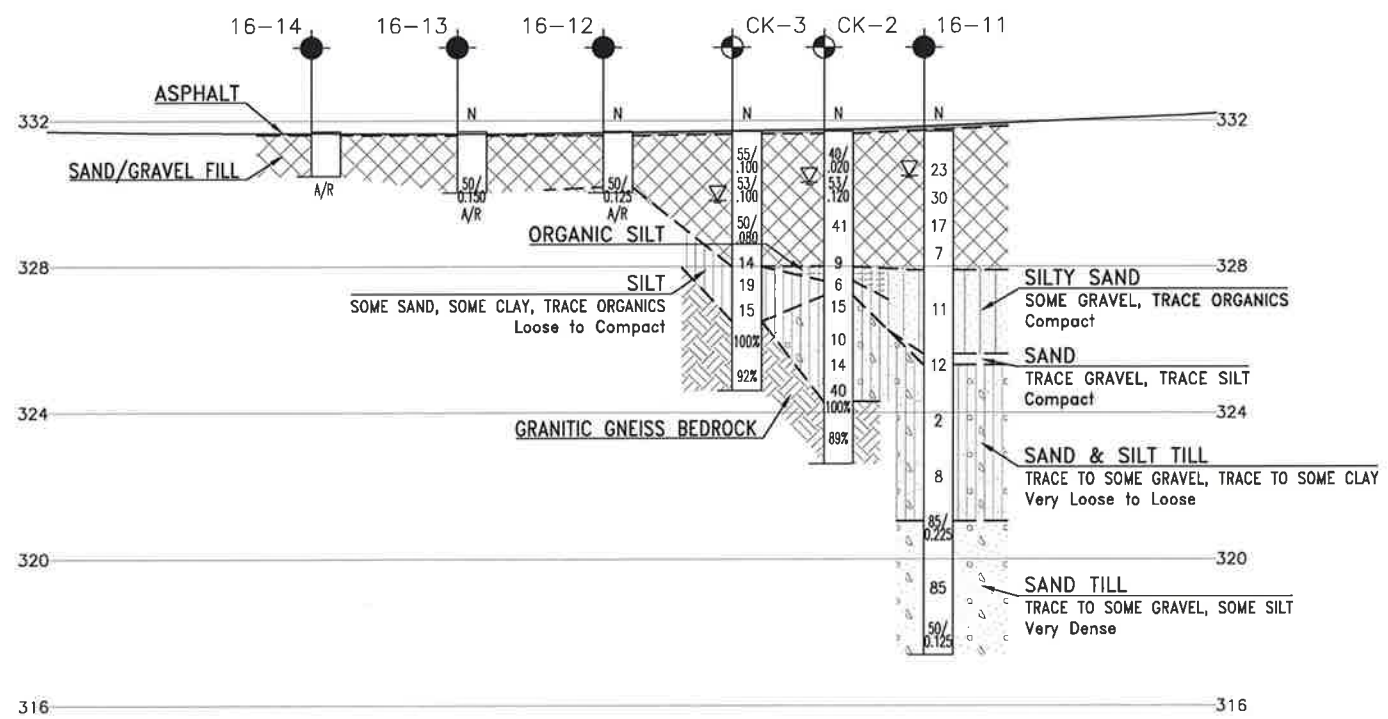 16-14
16-13
16-12
CK-3
CK-2
16-11
ASPHALT
N
N
N
N
N
332
332
SAND/GRAVEL FILL
A/R
50/
0.150
A/R
50/
0.125
A/R
55/
.100
53/
.100
50/
.080
14
19
15
100%
92%
40/
.020
53/
.120
41
9
6
15
10
14
40
100%
89%
23
30
17
7
11
12
2
8
85/
0.225
85
50/
0.125
ORGANIC SILT
328
328
SILT
SOME SAND, SOME CLAY, TRACE ORGANICS
Loose to Compact
SILTY SAND
SOME GRAVEL, TRACE ORGANICS
Compact
SAND
TRACE GRAVEL, TRACE SILT
Compact
324
324
GRANITIC GNEISS BEDROCK
SAND & SILT TILL
TRACE TO SOME GRAVEL, TRACE TO SOME CLAY
Very Loose to Loose
320
320
SAND TILL
TRACE TO SOME GRAVEL, SOME SILT
Very Dense
316
316